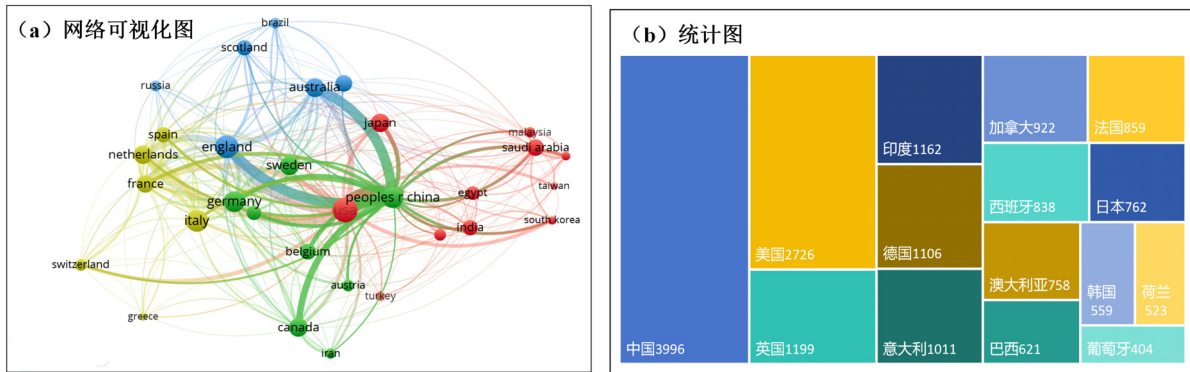 （a）网络可视化图
brazil
scotland
russia
australia
japan
spain
england
netherlands
sweden
malaysia
saudi arabia
france
germany
peoples r china
usa
egypt
taiwan
italy
india
south korea
belgium
switzerland
austria
turkey
greece
canada
iran
（b）统计图
中国3996
美国2726
英国1199
印度1162
德国1106
意大利1011
加拿大922
法国859
西班牙838
日本762
澳大利亚758
韩国
559
荷兰
523
巴西621
葡萄牙404